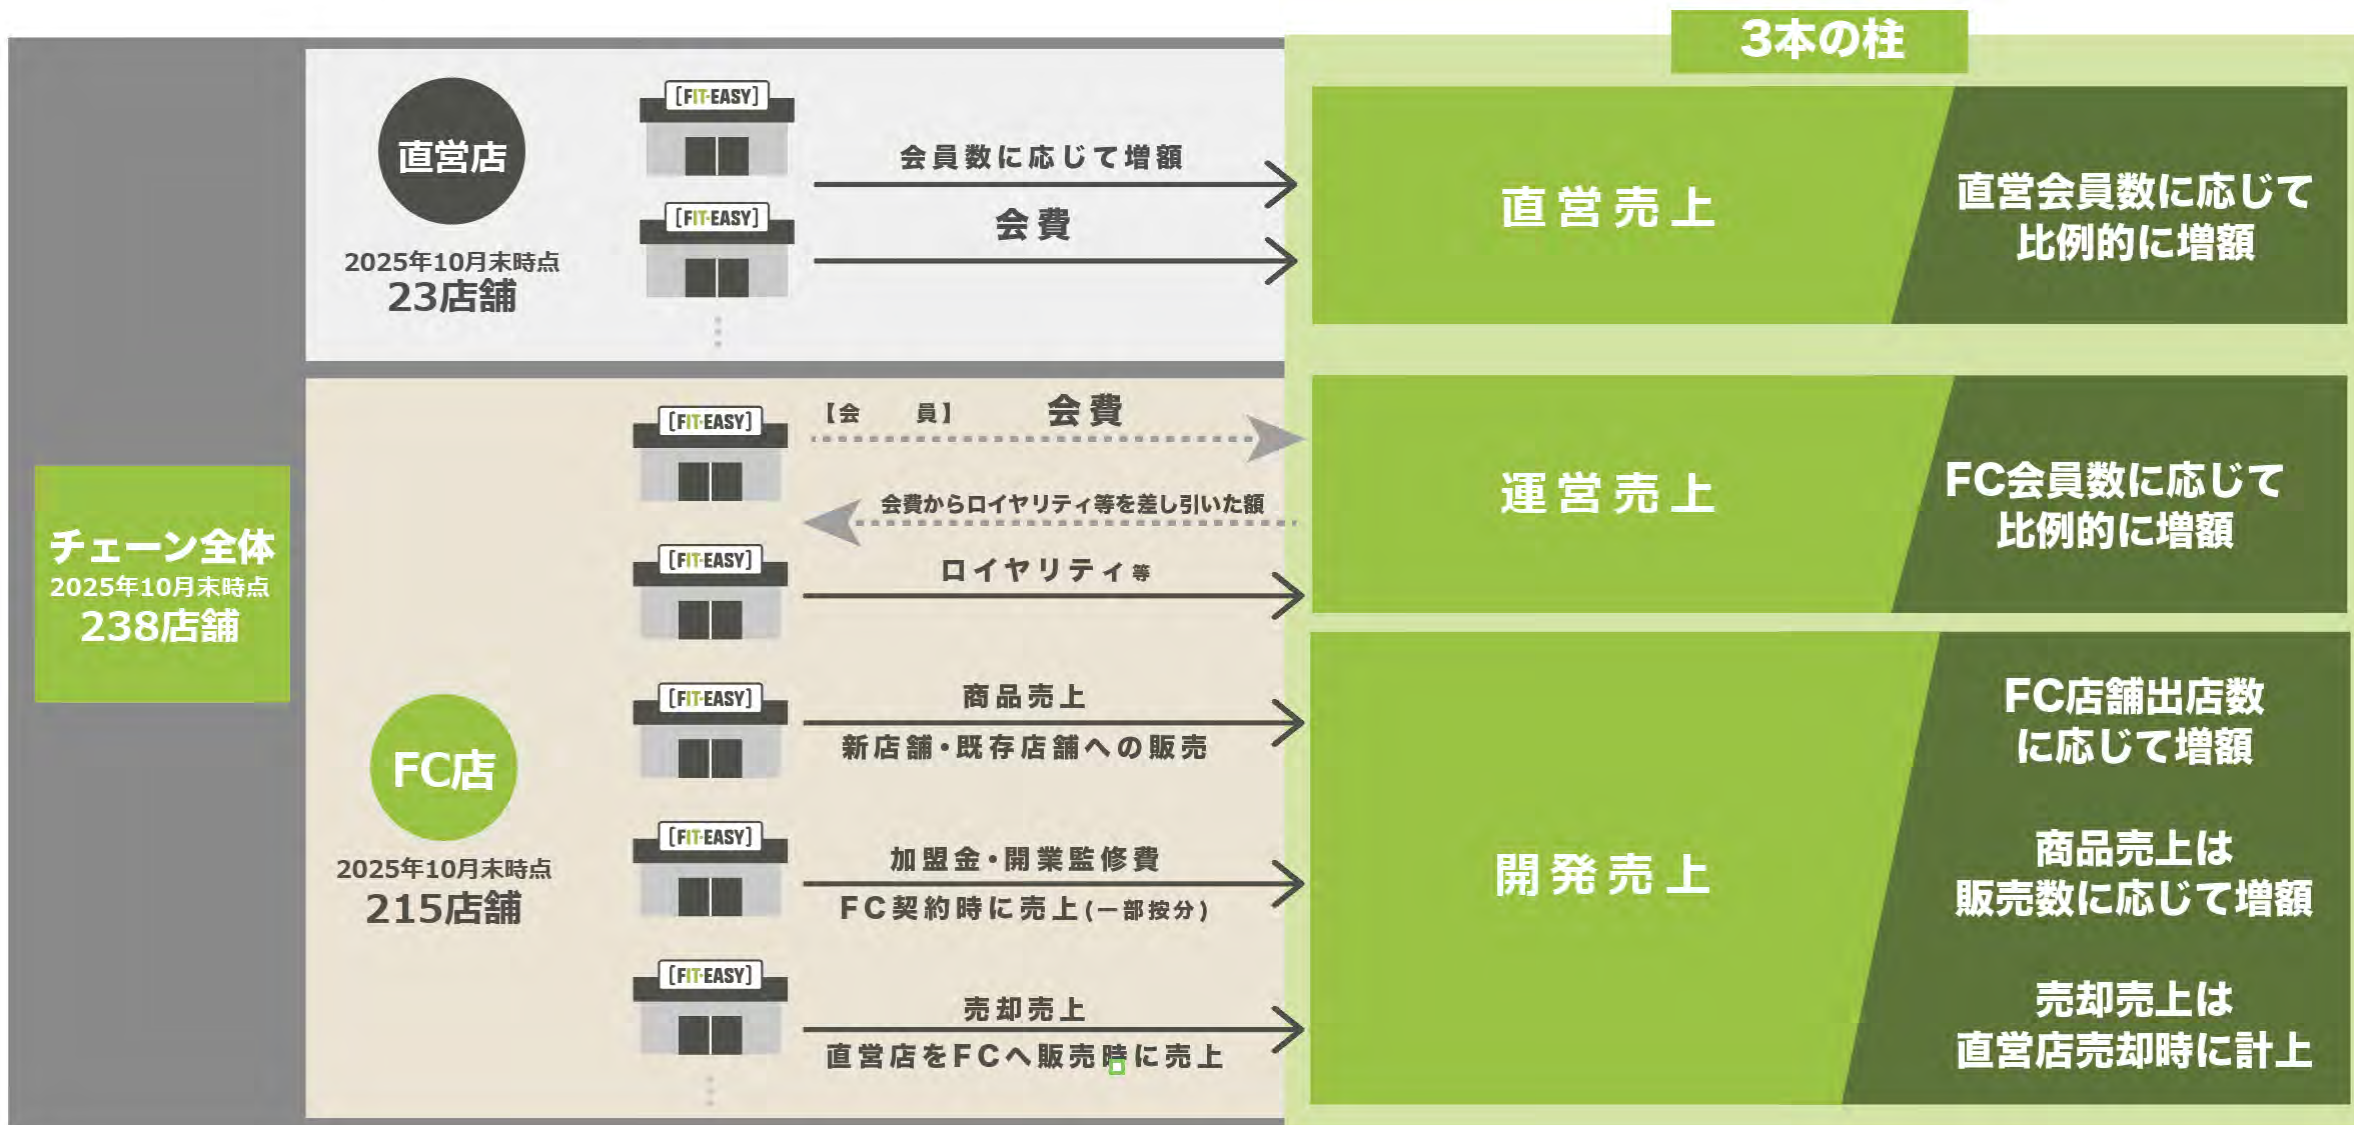 3本の柱
直営店
2025年10月末時点
23店舗
[FIT-EASY]
[FIT-EASY]
会員数に応じて増額
会費
直営売上
直営会員数に応じて
比例的に増額
チェーン全体
2025年10月末時点
238店舗
FC店
2025年10月末時点
215店舗
[FIT-EASY]
【会　員】 会費
会費からロイヤリティ等を差し引いた額
[FIT-EASY]
ロイヤリティ等
運営売上
FC会員数に応じて
比例的に増額
[FIT-EASY]
商品売上
新店舗・既存店舗への販売
[FIT-EASY]
加盟金・開業監修費
FC契約時に売上(一部按分)
[FIT-EASY]
売却売上
直営店をFCへ販売時に売上
開発売上
FC店舗出店数
に応じて増額
商品売上は
販売数に応じて増額
売却売上は
直営店売却時に計上